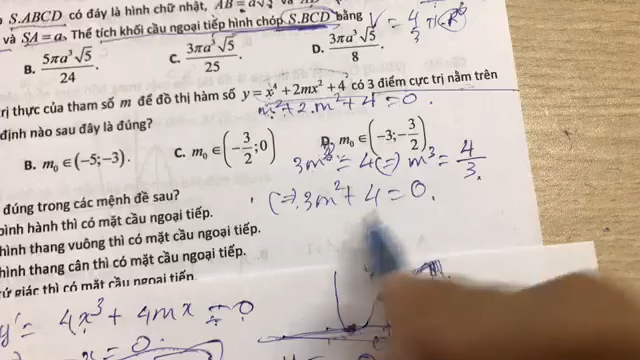 S.ABCD có đáy là hình chữ nhật, AB = a√3
và SA = a. Thể tích khối cầu ngoại tiếp hình chóp S.BCD bằng V = 4/3 π R³
B. 5πa³√5/24. C. 3πa³√5/25. D. 3πa³√5/8.
trị thực của tham số m để đồ thị hàm số y = x⁴ + 2mx² + 4 có 3 điểm cực trị nằm trên
m² + 2.m² + 4 = 0.
định nào sau đây là đúng?
B. m₀ ∈ (−5; −3). C. m₀ ∈ (−3/2; 0) D. m₀ ∈ (−3; −3/2)
3m³ = 4 (=) m³ = 4/3.
đúng trong các mệnh đề sau?
(=) 3m² + 4 = 0.
bình hành thì có mặt cầu ngoại tiếp.
hình thang vuông thì có mặt cầu ngoại tiếp.
hình thang cân thì có mặt cầu ngoại tiếp.
tứ giác thì có mặt cầu ngoại tiếp.
y' = 4x³ + 4mx = 0
x = 0.